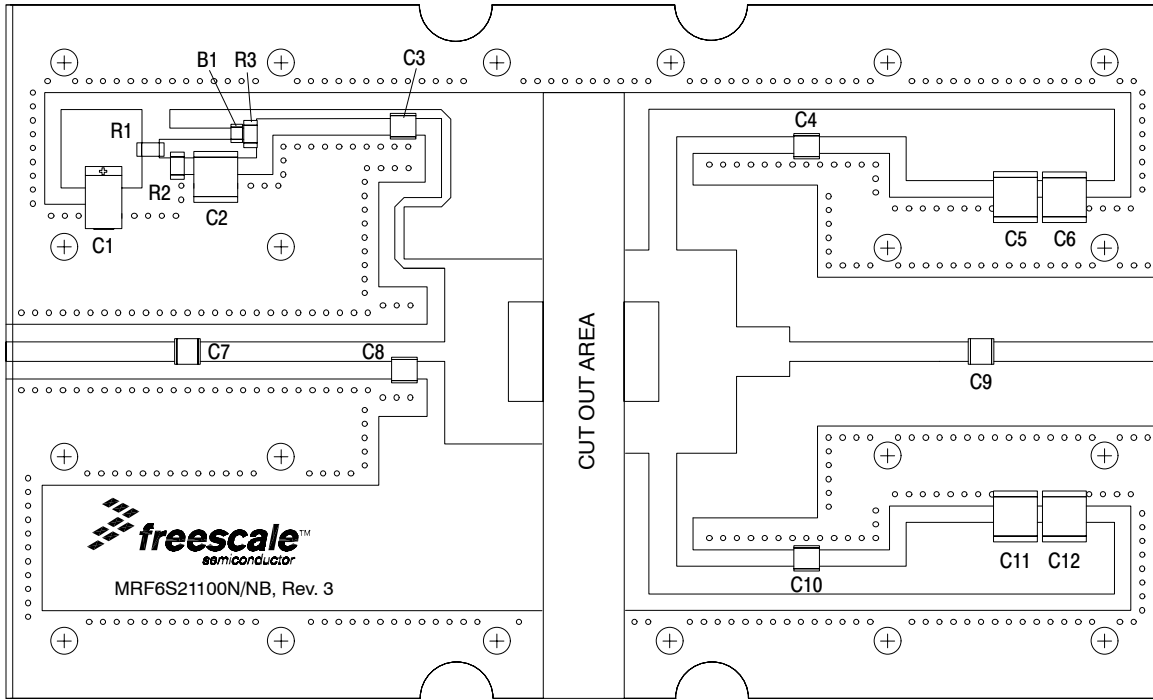 B1 R3 C3
R1
C4
R2
C2
C1
C5 C6
CUT OUT AREA
C7
C8
C9
freescale™
semiconductor
MRF6S21100N/NB, Rev. 3
C10
C11 C12